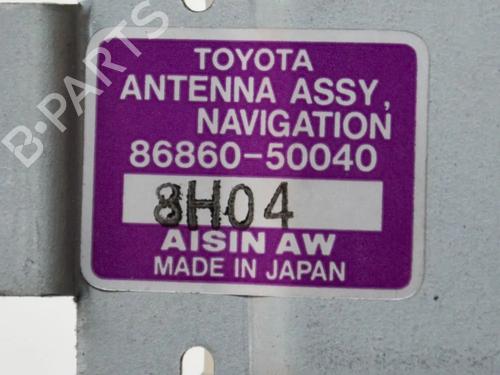 B-PARTS
TOYOTA
ANTENNA ASSY,
NAVIGATION
86860-50040
8H04
AISIN AW
MADE IN JAPAN